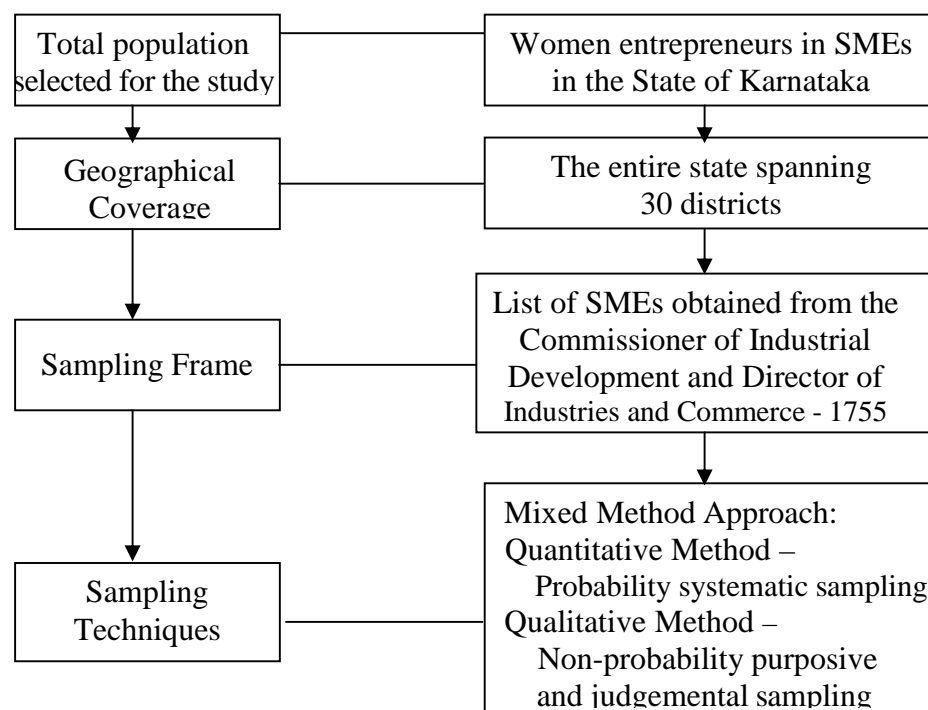 Total population
selected for the study
Women entrepreneurs in SMEs
in the State of Karnataka
Geographical
Coverage
The entire state spanning
30 districts
Sampling Frame
List of SMEs obtained from the
Commissioner of Industrial
Development and Director of
Industries and Commerce - 1755
Sampling
Techniques
Mixed Method Approach:
Quantitative Method –
Probability systematic sampling
Qualitative Method –
Non-probability purposive
and judgemental sampling